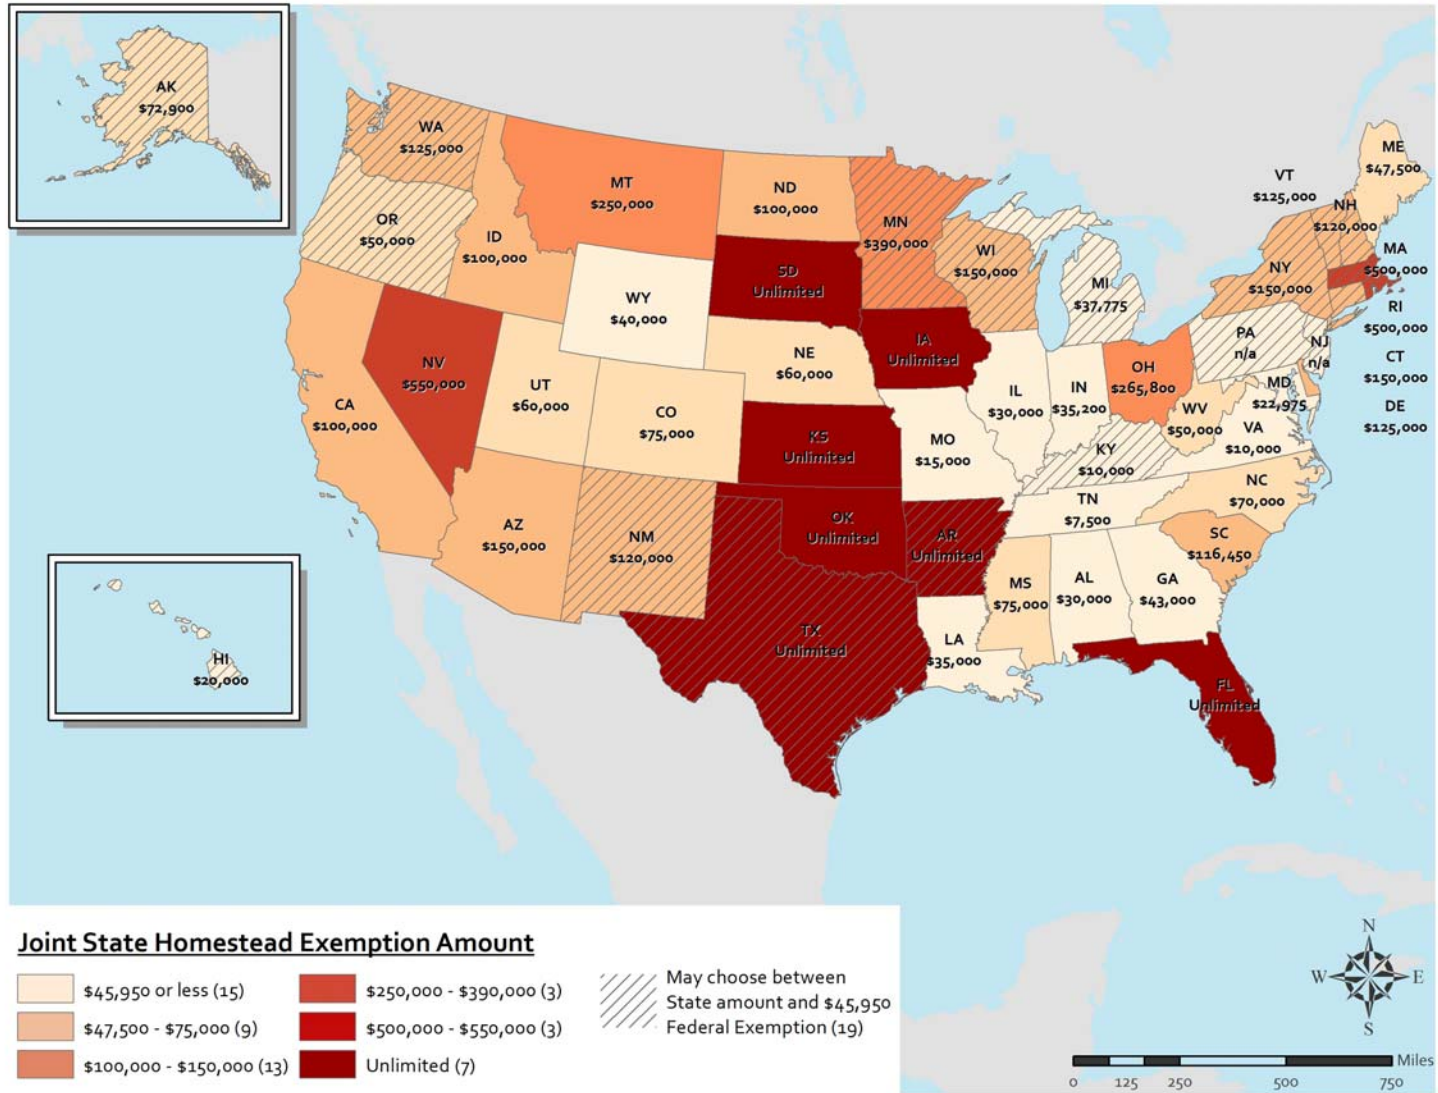 AK
$72,900
WA
$125,000
OR
$50,000
ID
$100,000
MT
$250,000
ND
$100,000
MN
$390,000
SD
Unlimited
WY
$40,000
NV
$550,000
CA
$100,000
UT
$60,000
CO
$75,000
NE
$60,000
IA
Unlimited
WI
$150,000
MI
$37,775
IL
$30,000
IN
$35,200
OH
$265,800
KS
Unlimited
MO
$15,000
KY
$10,000
WV
$50,000
VA
$10,000
MD
$22,975
PA
n/a
NJ
n/a
NY
$150,000
VT
$125,000
NH
$120,000
ME
$47,500
MA
$500,000
RI
$500,000
CT
$150,000
DE
$125,000
AZ
$150,000
NM
$120,000
OK
Unlimited
AR
Unlimited
TX
Unlimited
TN
$7,500
NC
$70,000
SC
$116,450
MS
$75,000
AL
$30,000
GA
$43,000
LA
$35,000
FL
Unlimited
HI
$20,000
Joint State Homestead Exemption Amount
$45,950 or less (15)
$47,500 - $75,000 (9)
$100,000 - $150,000 (13)
$250,000 - $390,000 (3)
$500,000 - $550,000 (3)
Unlimited (7)
May choose between
State amount and $45,950
Federal Exemption (19)
N
W
E
S
Miles
0 125 250 500 750